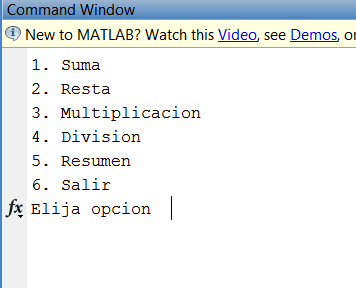 Command Window
New to MATLAB? Watch this Video, see Demos, or
1. Suma
2. Resta
3. Multiplicacion
4. Division
5. Resumen
6. Salir
fx Elija opcion